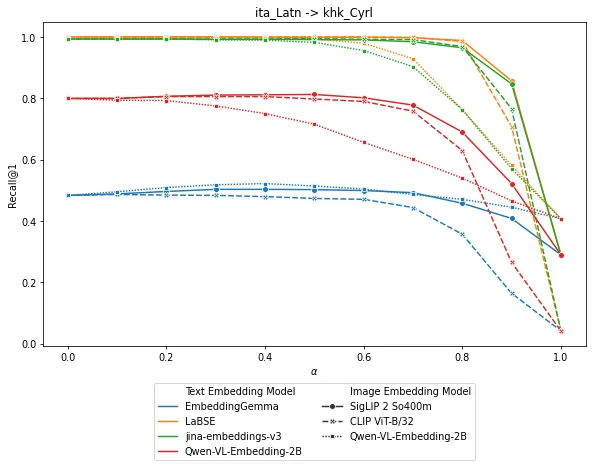 ita_Latn -> khk_Cyrl
Recall@1
1.0
0.8
0.6
0.4
0.2
0.0
0.0 0.2 0.4 0.6 0.8 1.0
α
Text Embedding Model
EmbeddingGemma
LaBSE
jina-embeddings-v3
Qwen-VL-Embedding-2B
Image Embedding Model
SigLIP 2 So400m
CLIP ViT-B/32
Qwen-VL-Embedding-2B